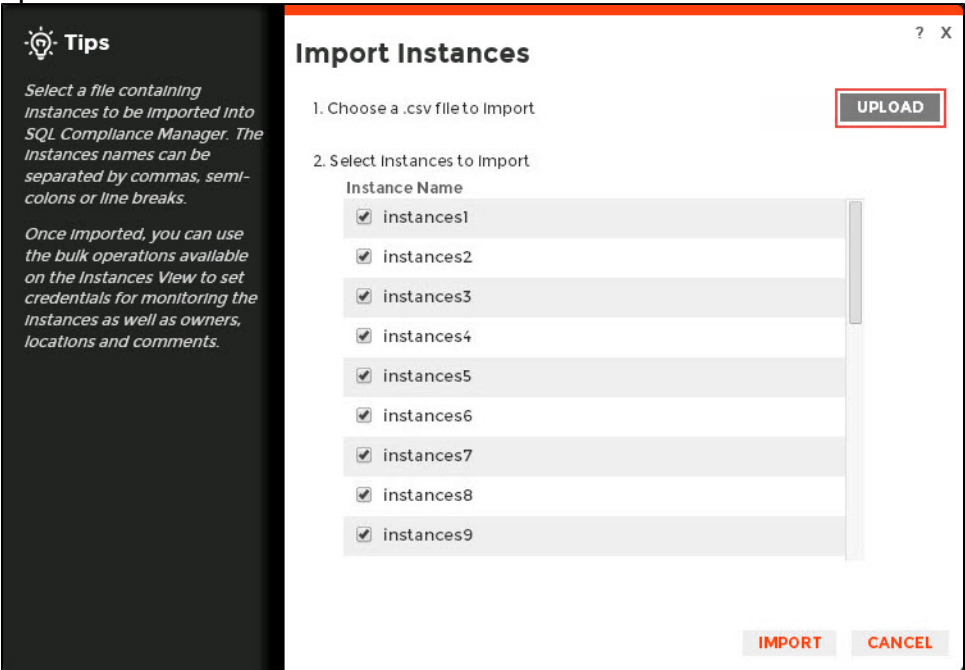 Tips
Select a file containing
instances to be imported into
SQL Compliance Manager. The
instances names can be
separated by commas, semi-
colons or line breaks.
Once imported, you can use
the bulk operations available
on the Instances View to set
credentials for monitoring the
instances as well as owners,
locations and comments.
? X
Import Instances
1. Choose a .csv file to import
UPLOAD
2. Select instances to import
Instance Name
instances1
instances2
instances3
instances4
instances5
instances6
instances7
instances8
instances9
IMPORT CANCEL